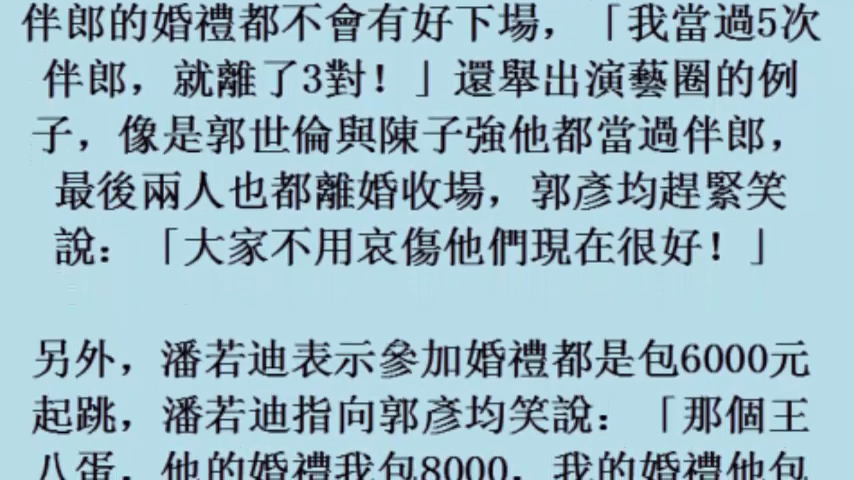 伴郎的婚禮都不會有好下場，「我當過5次
伴郎，就離了3對！」還舉出演藝圈的例
子，像是郭世倫與陳子強他都當過伴郎，
最後兩人也都離婚收場，郭彥均趕緊笑
說：「大家不用哀傷他們現在很好！」
另外，潘若迪表示參加婚禮都是包6000元
起跳，潘若迪指向郭彥均笑說：「那個王
八蛋，他的婚禮我包8000，我的婚禮他包